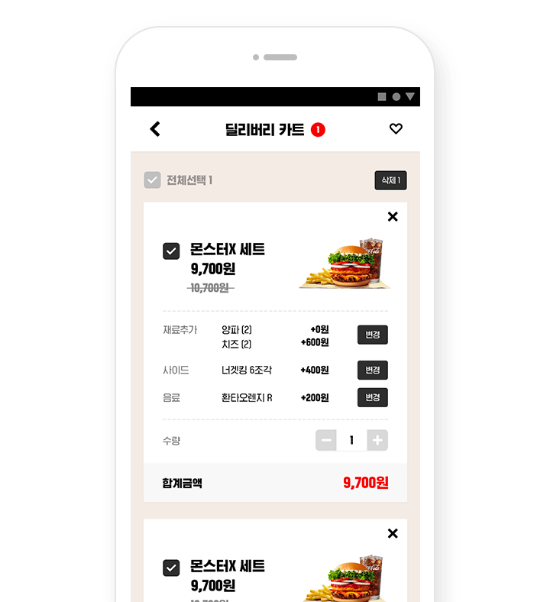 딜리버리 카트 1
전체선택 1
삭제 1
몬스터X 세트
9,700원
10,700원
재료추가 양파 (2) +0원 변경
치즈 (2) +600원
사이드 너겟킹 6조각 +400원 변경
음료 환타오렌지 R +200원 변경
수량 1
합계금액 9,700원
몬스터X 세트
9,700원